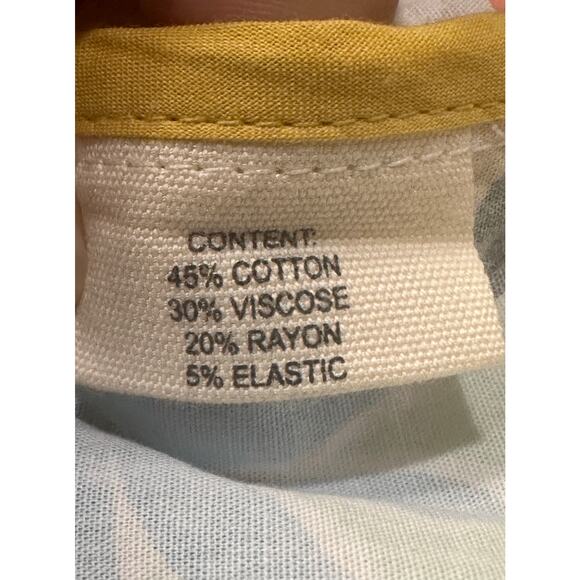 CONTENT:
45% COTTON
30% VISCOSE
20% RAYON
5% ELASTIC